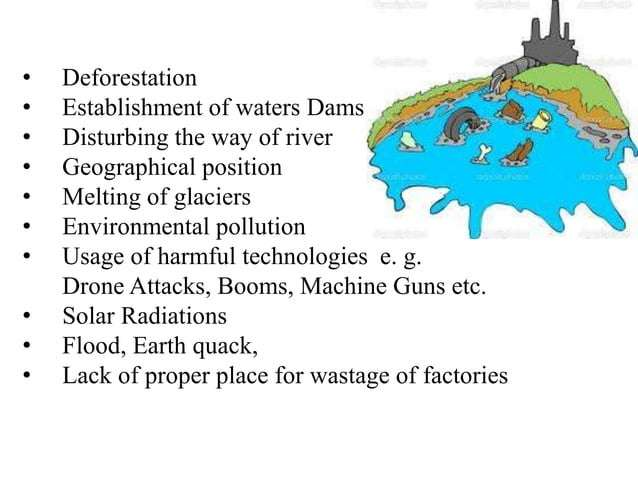 • Deforestation
• Establishment of waters Dams
• Disturbing the way of river
• Geographical position
• Melting of glaciers
• Environmental pollution
• Usage of harmful technologies e. g.
Drone Attacks, Booms, Machine Guns etc.
• Solar Radiations
• Flood, Earth quack,
• Lack of proper place for wastage of factories